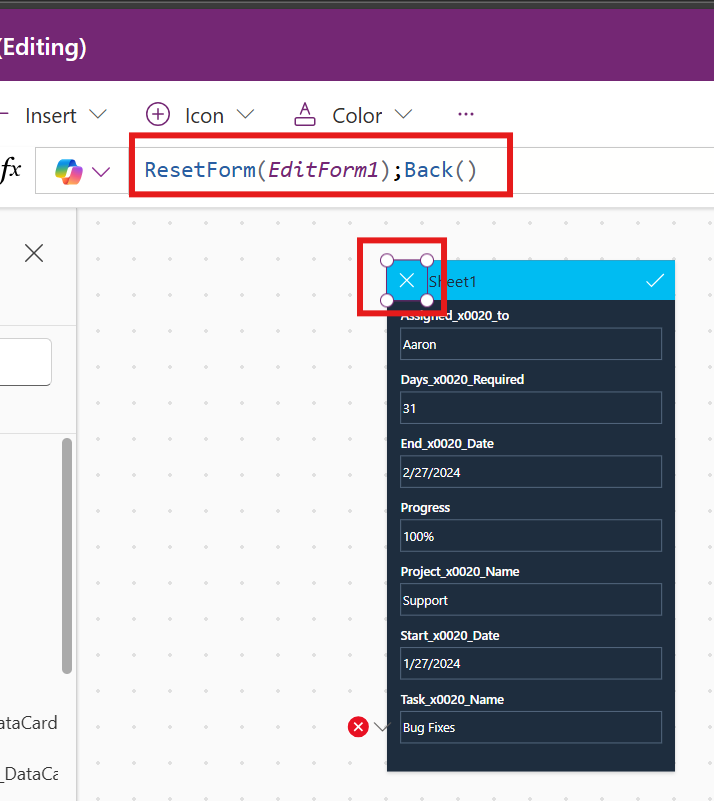 (Editing)
Insert
Icon
Color
fx
ResetForm(EditForm1);Back()
Sheet1
Assigned_x0020_to
Aaron
Days_x0020_Required
31
End_x0020_Date
2/27/2024
Progress
100%
Project_x0020_Name
Support
Start_x0020_Date
1/27/2024
Task_x0020_Name
Bug Fixes
ataCard
_DataCa